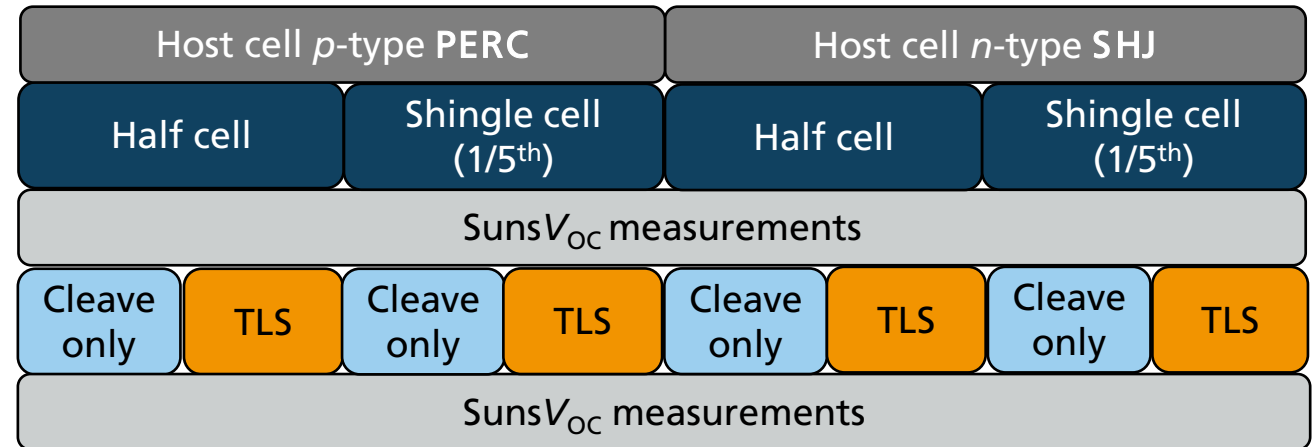 Host cell p-type PERC
Host cell n-type SHJ
Half cell
Shingle cell
(1/5th)
Half cell
Shingle cell
(1/5th)
SunsVOC measurements
Cleave
only
TLS
Cleave
only
TLS
Cleave
only
TLS
Cleave
only
TLS
SunsVOC measurements